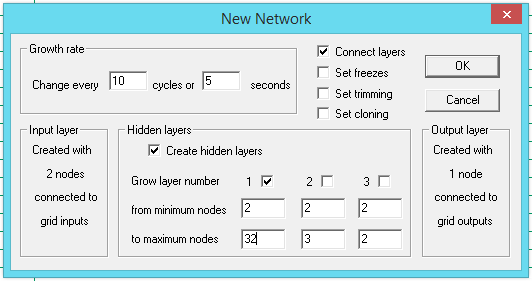 New Network
Growth rate
Change every 10 cycles or 5 seconds
Connect layers
Set freezes
Set trimming
Set cloning
OK
Cancel
Input layer
Created with
2 nodes
connected to
grid inputs
Hidden layers
Create hidden layers
Grow layer number 1 2 3
from minimum nodes 2 2 2
to maximum nodes 32 3 2
Output layer
Created with
1 node
connected to
grid outputs